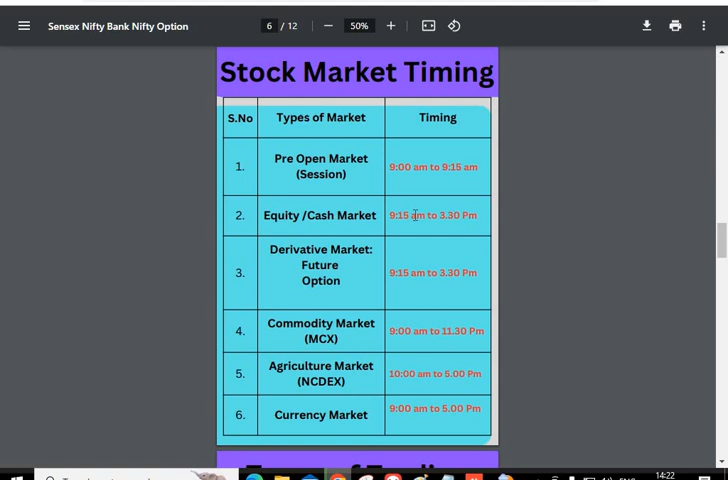 Sensex Nifty Bank Nifty Option
6 / 12
50%
Stock Market Timing
S.No Types of Market Timing
1. Pre Open Market
(Session) 9:00 am to 9:15 am
2. Equity /Cash Market 9:15 am to 3.30 Pm
3. Derivative Market:
Future
Option 9:15 am to 3.30 Pm
4. Commodity Market
(MCX) 9:00 am to 11.30 Pm
5. Agriculture Market
(NCDEX) 10:00 am to 5.00 Pm
6. Currency Market 9:00 am to 5.00 Pm
14:22